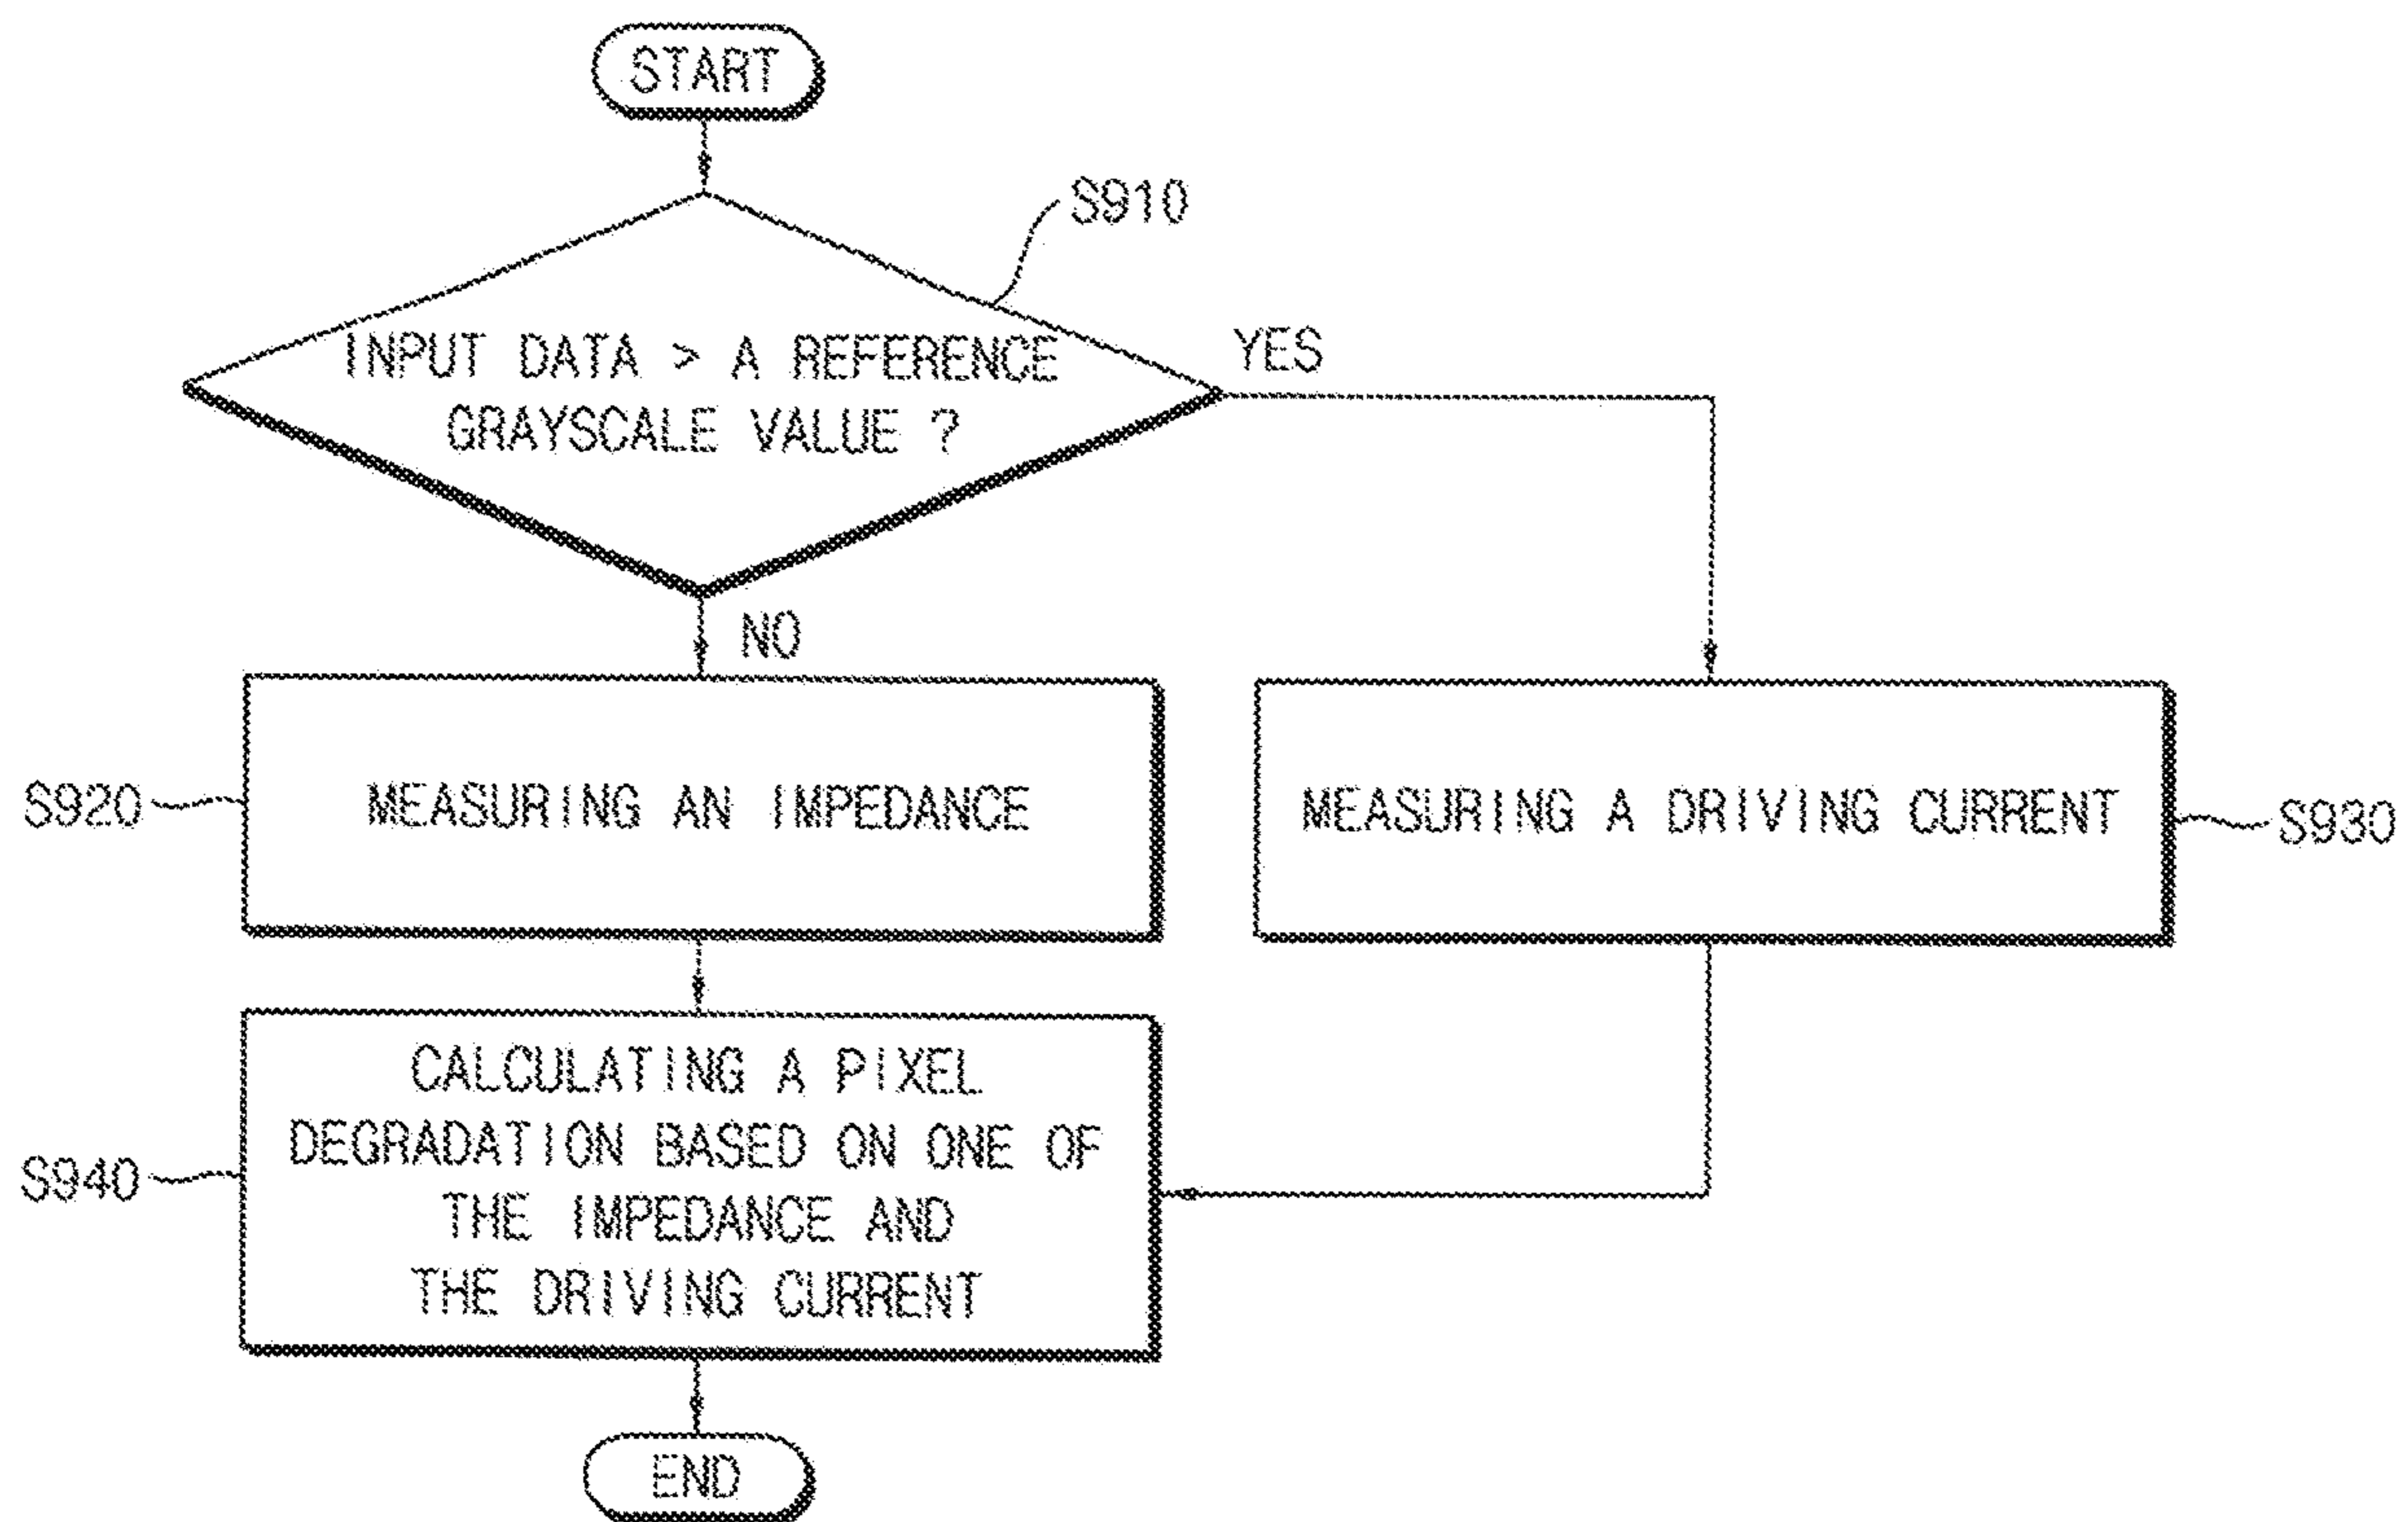 START
S910
INPUT DATA > A REFERENCE
GRAYSCALE VALUE ?
YES
NO
S920
MEASURING AN IMPEDANCE
MEASURING A DRIVING CURRENT
S930
S940
CALCULATING A PIXEL
DEGRADATION BASED ON ONE OF
THE IMPEDANCE AND
THE DRIVING CURRENT
END